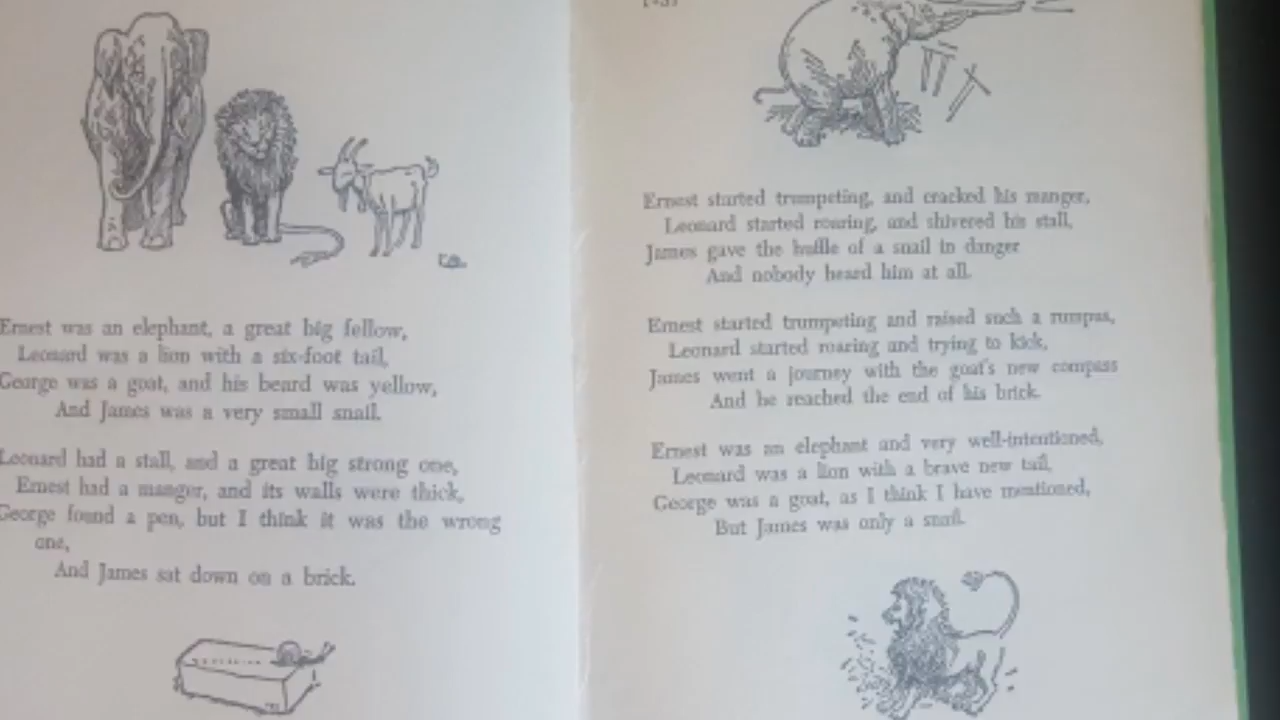 Ernest was an elephant, a great big fellow,
Leonard was a lion with a six-foot tail,
George was a goat, and his beard was yellow,
And James was a very small snail.
Leonard had a stall, and a great big strong one,
Ernest had a manger, and its walls were thick,
George found a pen, but I think it was the wrong
one,
And James sat down on a brick.
Ernest started trumpeting, and cracked his manger,
Leonard started roaring, and shivered his stall,
James gave the huffle of a snail in danger
And nobody heard him at all.
Ernest started trumpeting and raised such a rumpus,
Leonard started roaring and trying to kick,
James went a journey with the goat's new compass
And he reached the end of his brick.
Ernest was an elephant and very well-intentioned,
Leonard was a lion with a brave new tail,
George was a goat, as I think I have mentioned,
But James was only a snail.